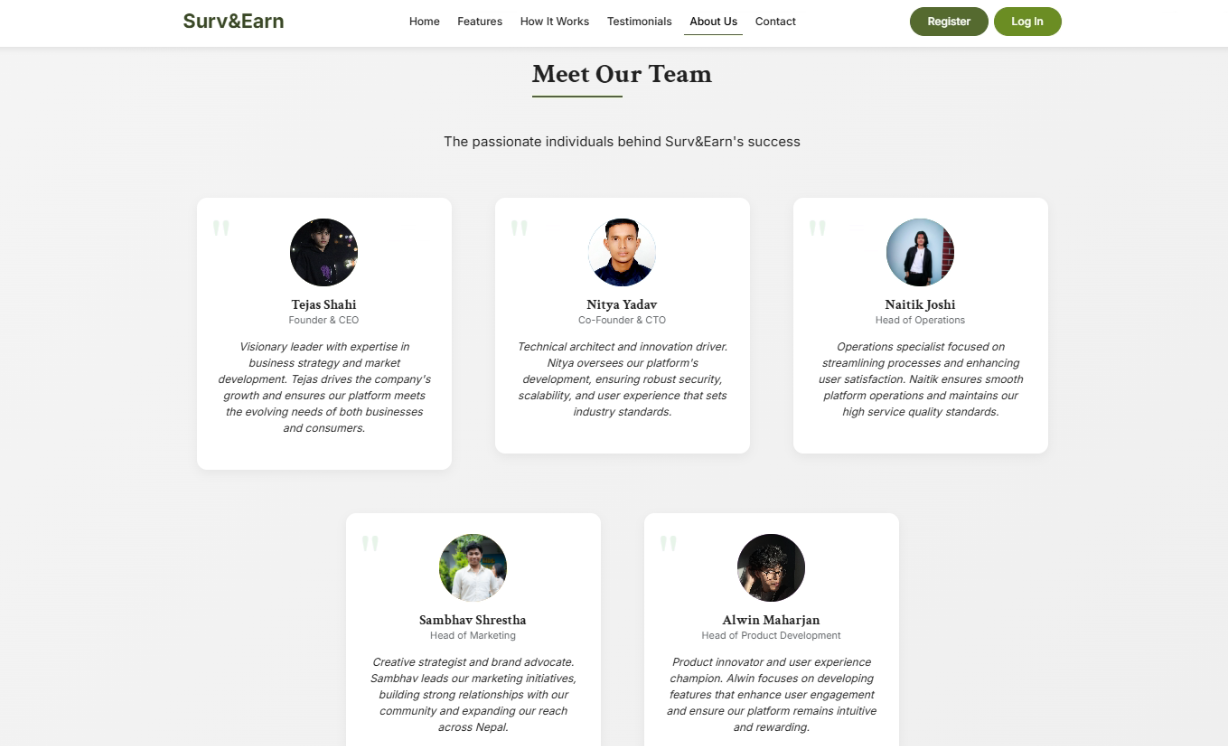 Surv&Earn
Home
Features
How It Works
Testimonials
About Us
Contact
Register
Log In
Meet Our Team
The passionate individuals behind Surv&Earn's success
"
Tejas Shahi
Founder & CEO
Visionary leader with expertise in
business strategy and market
development. Tejas drives the company's
growth and ensures our platform meets
the evolving needs of both businesses
and consumers.
"
Nitya Yadav
Co-Founder & CTO
Technical architect and innovation driver.
Nitya oversees our platform's
development, ensuring robust security,
scalability, and user experience that sets
industry standards.
"
Naitik Joshi
Head of Operations
Operations specialist focused on
streamlining processes and enhancing
user satisfaction. Naitik ensures smooth
platform operations and maintains our
high service quality standards.
"
Sambhav Shrestha
Head of Marketing
Creative strategist and brand advocate.
Sambhav leads our marketing initiatives,
building strong relationships with our
community and expanding our reach
across Nepal.
"
Alwin Maharjan
Head of Product Development
Product innovator and user experience
champion. Alwin focuses on developing
features that enhance user engagement
and ensure our platform remains intuitive
and rewarding.